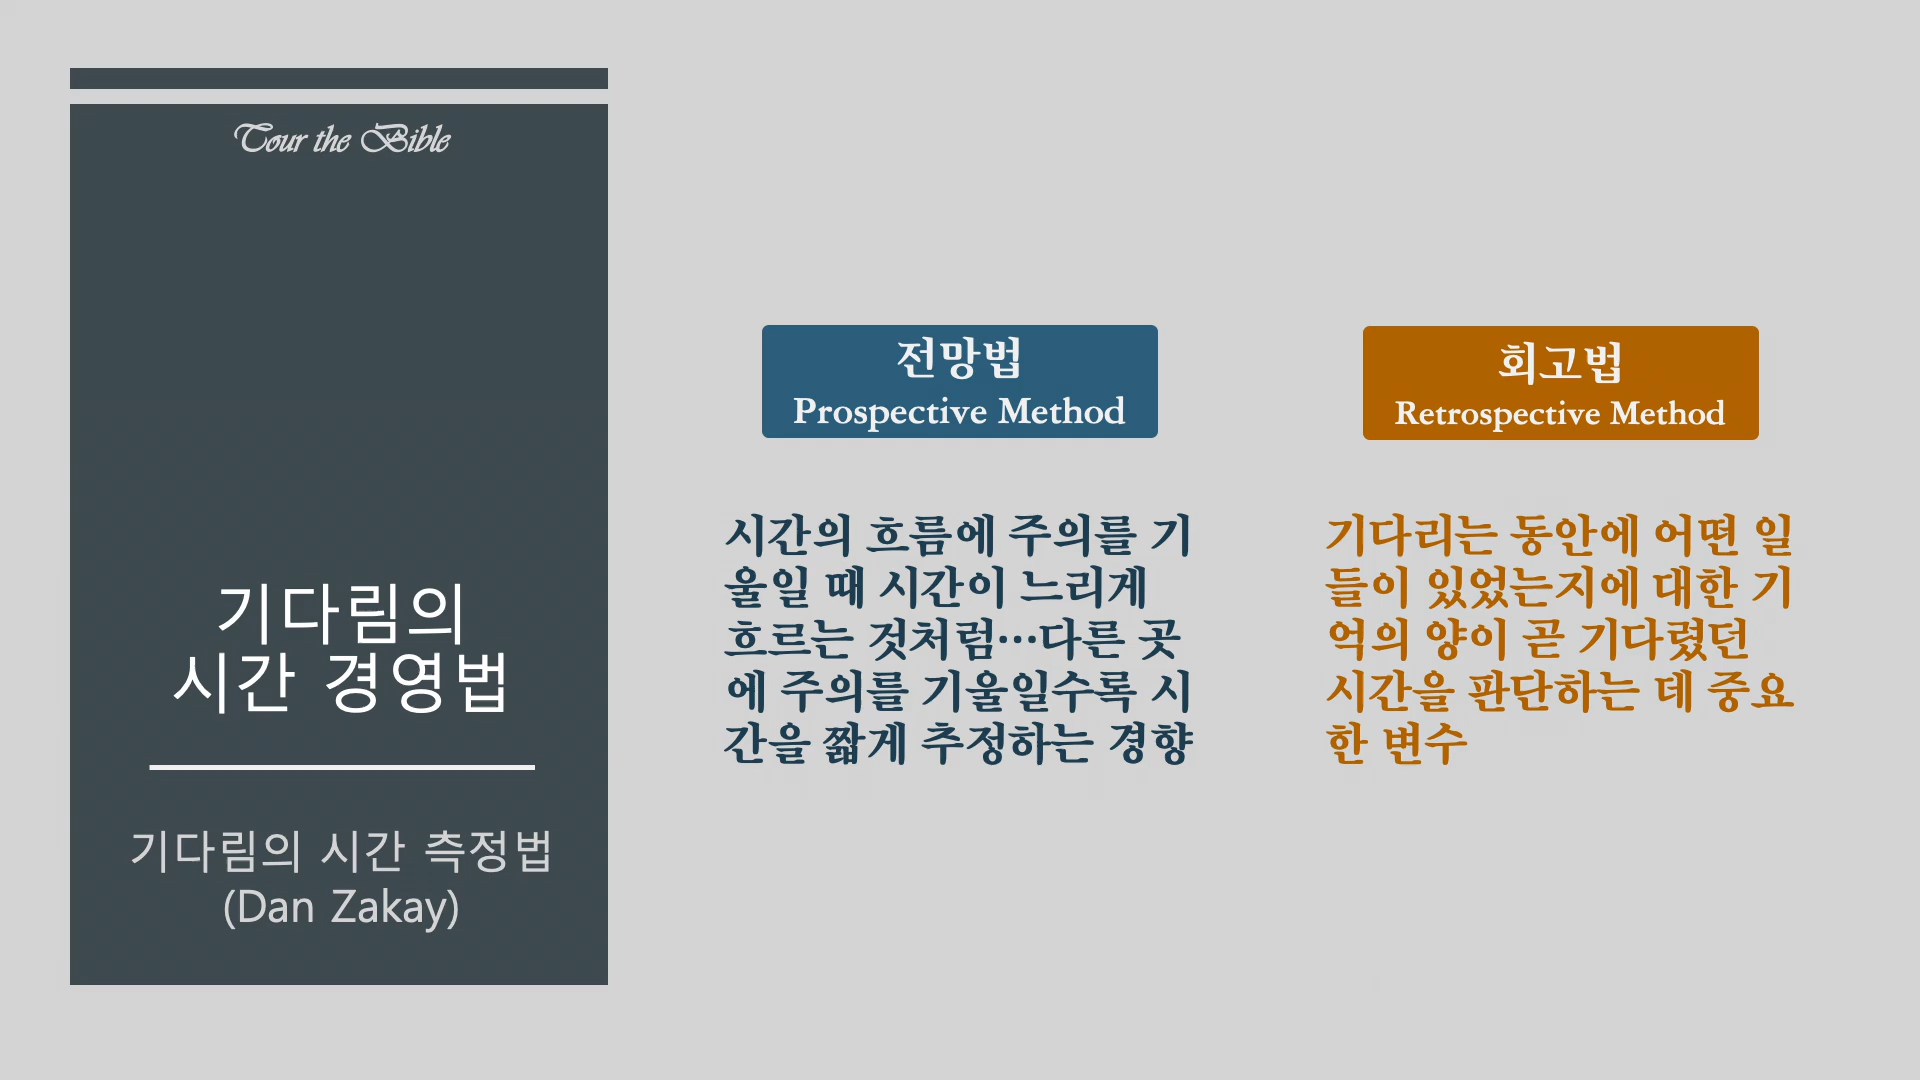 Tour the Bible
기다림의
시간 경영법
기다림의 시간 측정법
(Dan Zakay)
전망법
Prospective Method
시간의 흐름에 주의를 기
울일 때 시간이 느리게
흐르는 것처럼…다른 곳
에 주의를 기울일수록 시
간을 짧게 추정하는 경향
회고법
Retrospective Method
기다리는 동안에 어떤 일
들이 있었는지에 대한 기
억의 양이 곧 기다렸던
시간을 판단하는 데 중요
한 변수